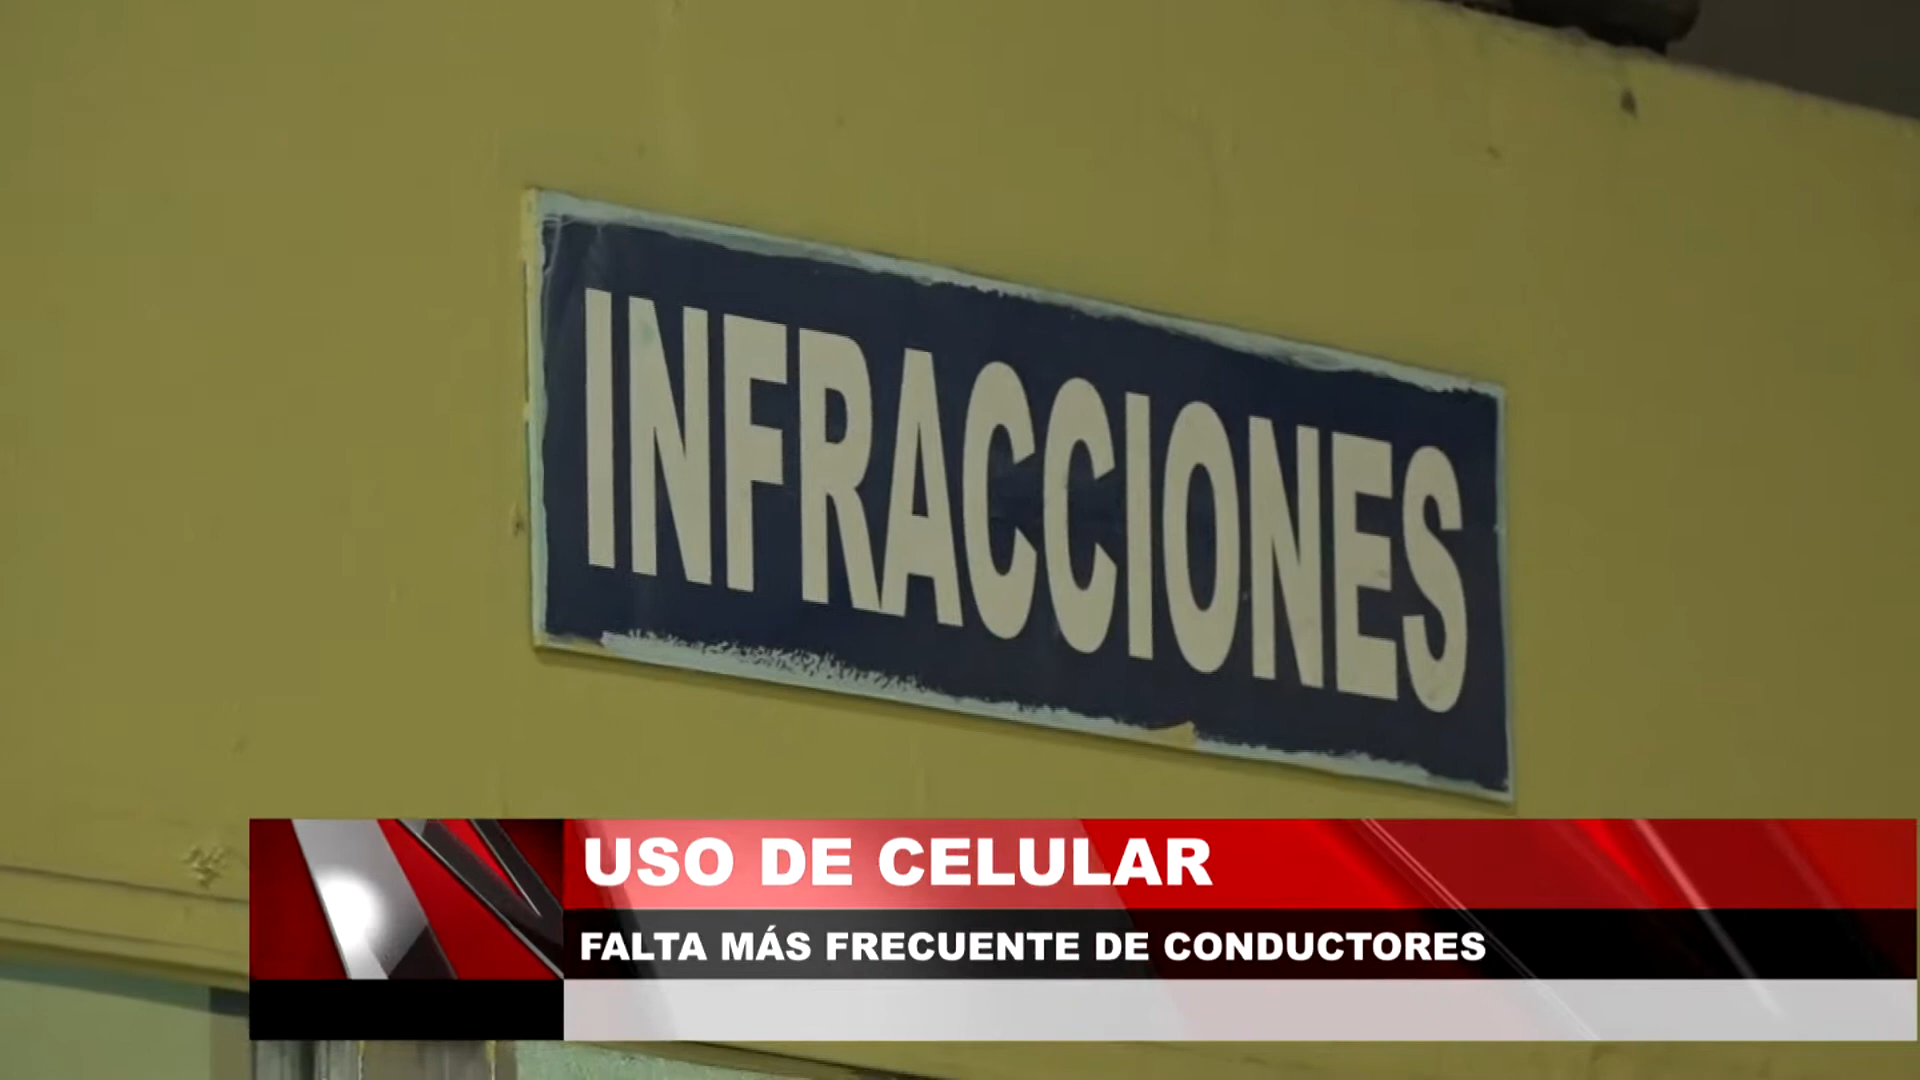 INFRACCIONES
USO DE CELULAR
FALTA MÁS FRECUENTE DE CONDUCTORES